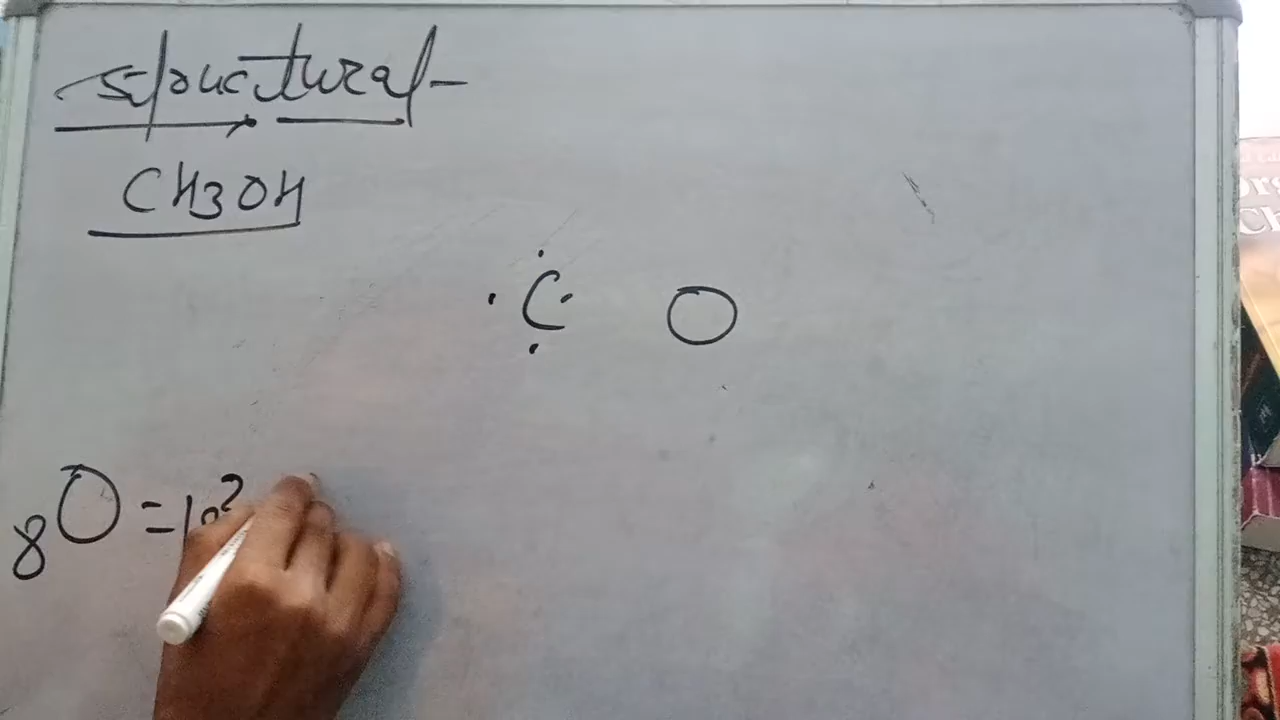 structural
CH3OH
C O
8O = 1s²